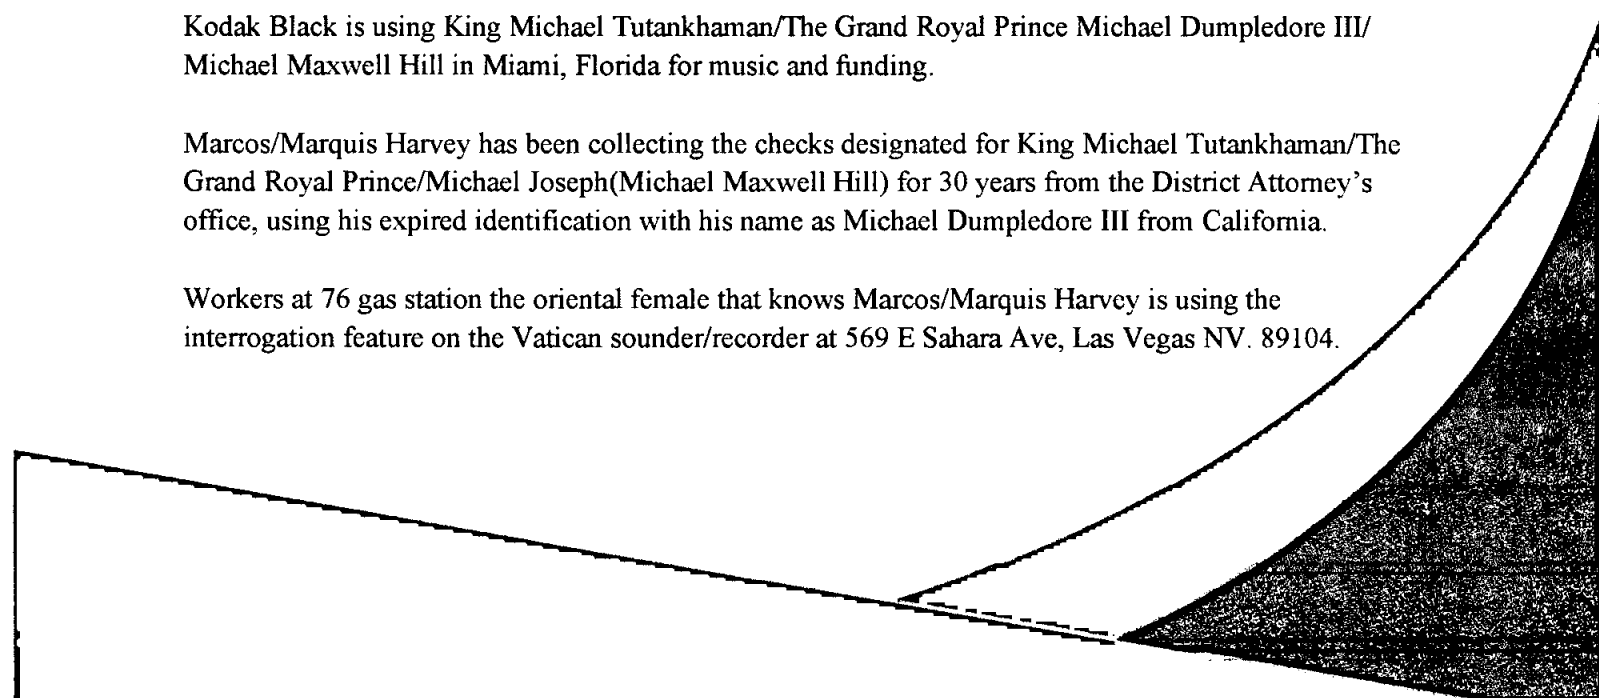 Kodak Black is using King Michael Tutankhaman/The Grand Royal Prince Michael Dumpledore III/
Michael Maxwell Hill in Miami, Florida for music and funding.
Marcos/Marquis Harvey has been collecting the checks designated for King Michael Tutankhaman/The
Grand Royal Prince/Michael Joseph(Michael Maxwell Hill) for 30 years from the District Attorney's
office, using his expired identification with his name as Michael Dumpledore III from California.
Workers at 76 gas station the oriental female that knows Marcos/Marquis Harvey is using the
interrogation feature on the Vatican sounder/recorder at 569 E Sahara Ave, Las Vegas NV. 89104.